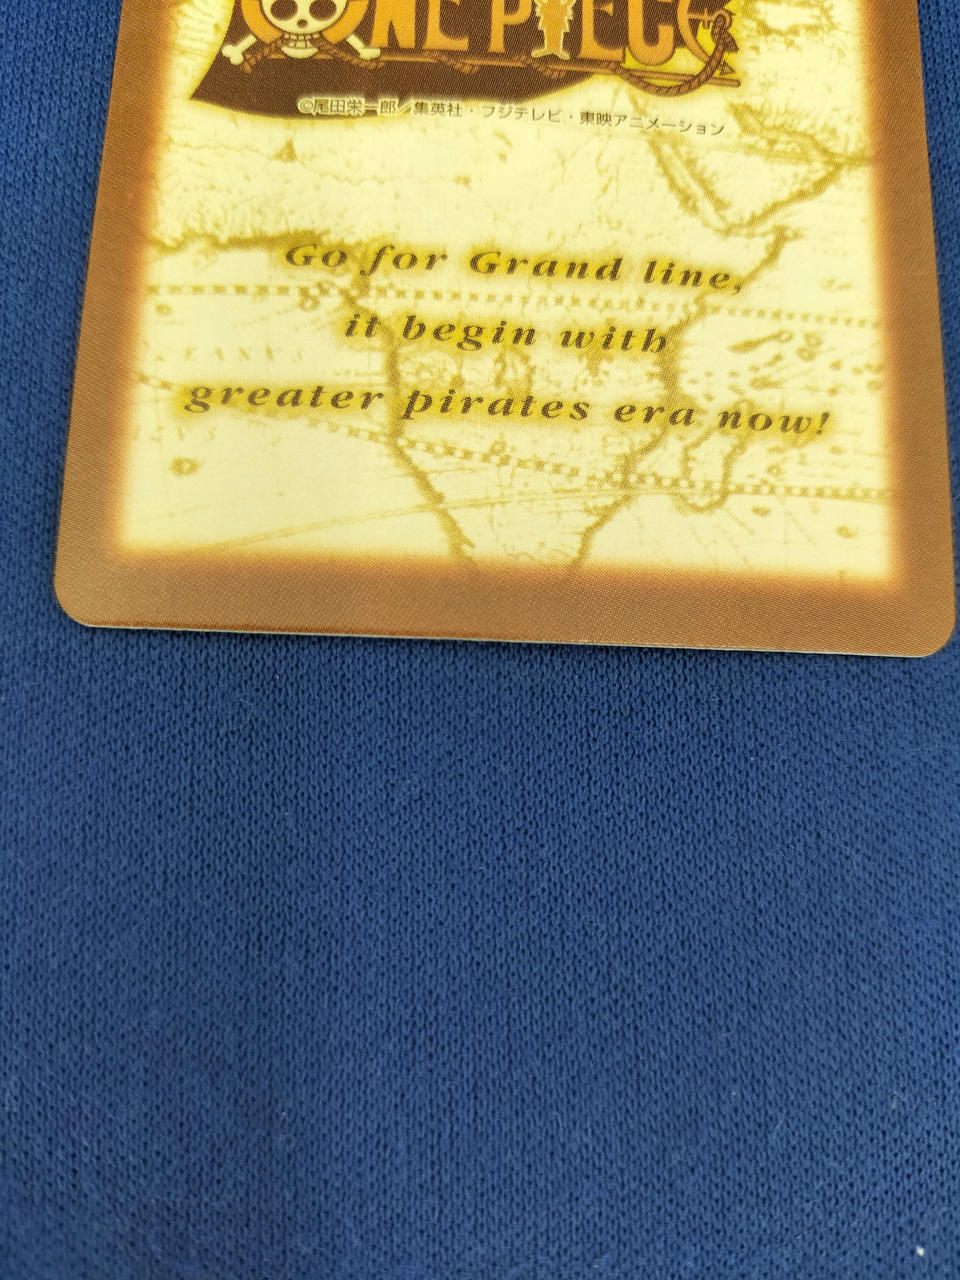 ONE PIECE
©尾田栄一郎／集英社・フジテレビ・東映アニメーション
Go for Grand line,
it begin with
greater pirates era now!